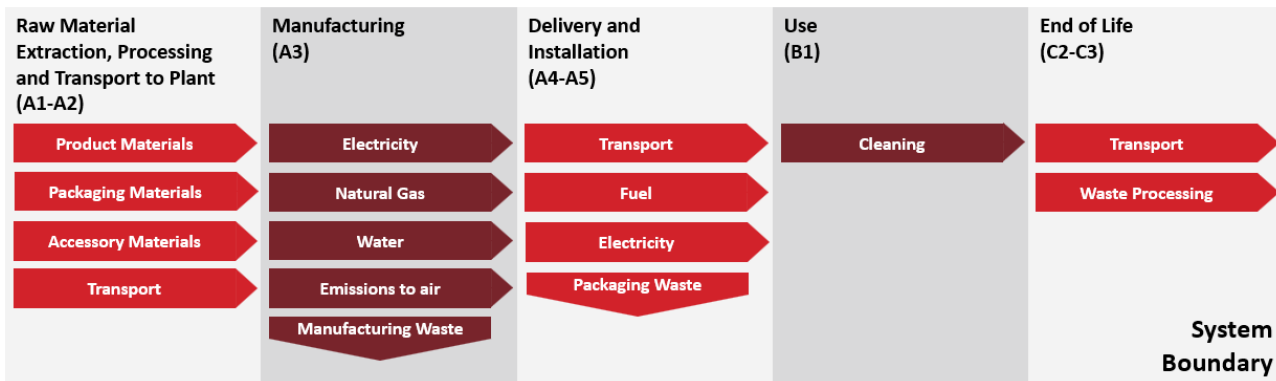 Raw Material
Extraction, Processing
and Transport to Plant
(A1-A2)
Product Materials
Packaging Materials
Accessory Materials
Transport
Manufacturing
(A3)
Electricity
Natural Gas
Water
Emissions to air
Manufacturing Waste
Delivery and
Installation
(A4-A5)
Transport
Fuel
Electricity
Packaging Waste
Use
(B1)
Cleaning
End of Life
(C2-C3)
Transport
Waste Processing
System
Boundary